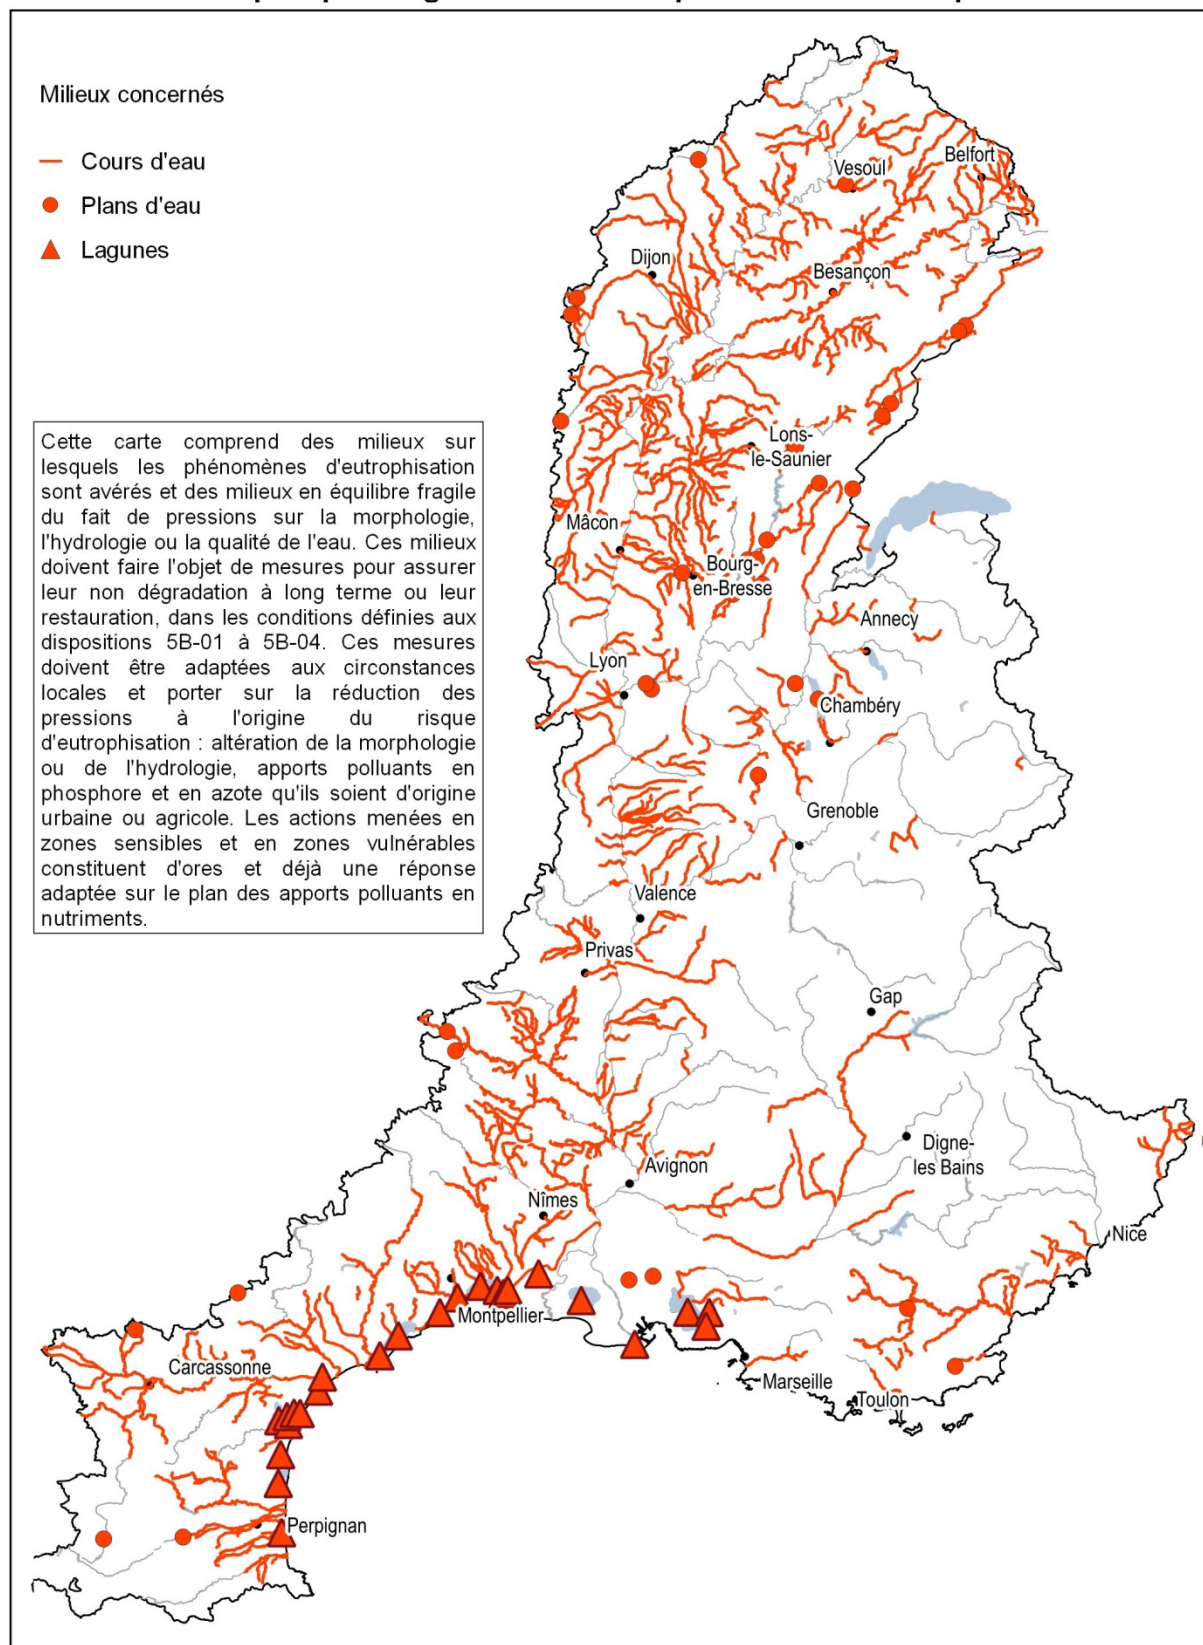 Milieux concernés
Cours d'eau
Plans d'eau
Lagunes
Cette carte comprend des milieux sur
lesquels les phénomènes d'eutrophisation
sont avérés et des milieux en équilibre fragile
du fait de pressions sur la morphologie,
l'hydrologie ou la qualité de l'eau. Ces milieux
doivent faire l'objet de mesures pour assurer
leur non dégradation à long terme ou leur
restauration, dans les conditions définies aux
dispositions 5B-01 à 5B-04. Ces mesures
doivent être adaptées aux circonstances
locales et porter sur la réduction des
pressions à l'origine du risque
d'eutrophisation : altération de la morphologie
ou de l'hydrologie, apports polluants en
phosphore et en azote qu'ils soient d'origine
urbaine ou agricole. Les actions menées en
zones sensibles et en zones vulnérables
constituent d'ores et déjà une réponse
adaptée sur le plan des apports polluants en
nutriments.
Belfort
Vesoul
Dijon
Besançon
Lons-
le-Saunier
Mâcon
Bourg-
en-Bresse
Annecy
Lyon
Chambéry
Grenoble
Valence
Privas
Gap
Digne-
les Bains
Avignon
Nîmes
Nice
Montpellier
Carcassonne
Marseille
Toulon
Perpignan